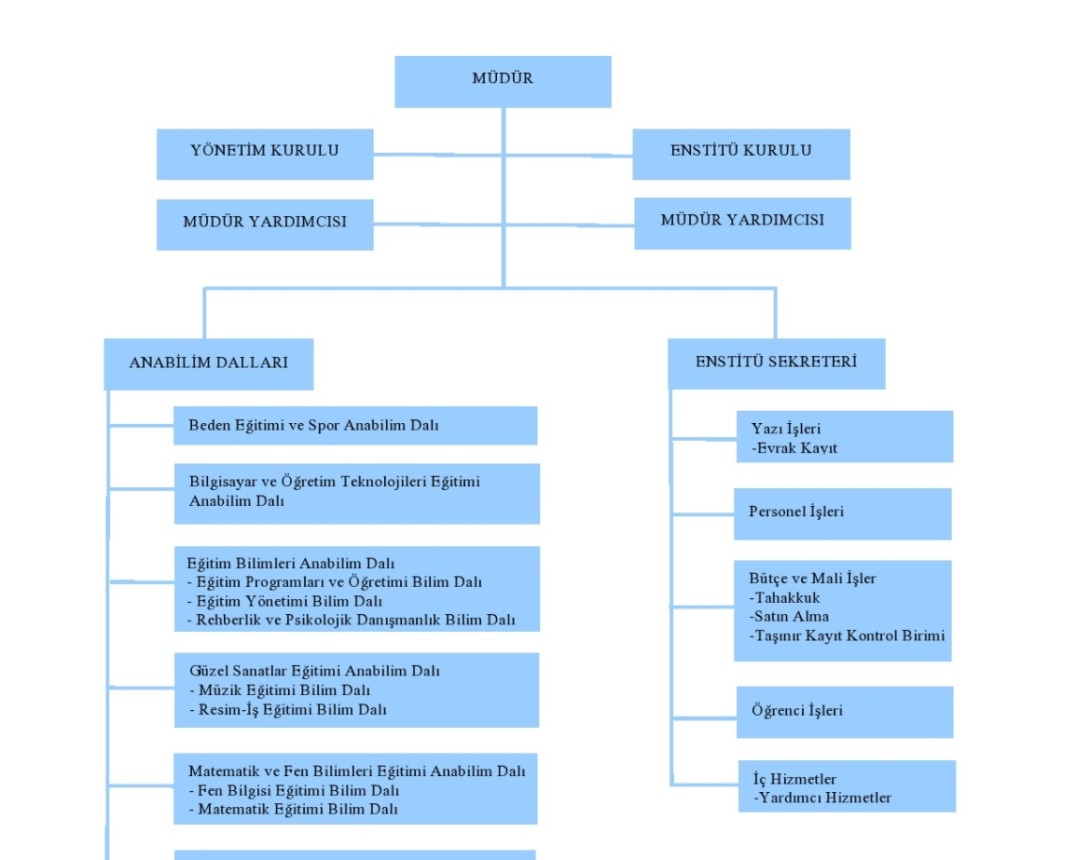 MÜDÜR
YÖNETİM KURULU
ENSTİTÜ KURULU
MÜDÜR YARDIMCISI
MÜDÜR YARDIMCISI
ANABİLİM DALLARI
Beden Eğitimi ve Spor Anabilim Dalı
Bilgisayar ve Öğretim Teknolojileri Eğitimi
Anabilim Dalı
Eğitim Bilimleri Anabilim Dalı
- Eğitim Programları ve Öğretimi Bilim Dalı
- Eğitim Yönetimi Bilim Dalı
- Rehberlik ve Psikolojik Danışmanlık Bilim Dalı
Güzel Sanatlar Eğitimi Anabilim Dalı
- Müzik Eğitimi Bilim Dalı
- Resim-İş Eğitimi Bilim Dalı
Matematik ve Fen Bilimleri Eğitimi Anabilim Dalı
- Fen Bilgisi Eğitimi Bilim Dalı
- Matematik Eğitimi Bilim Dalı
ENSTİTÜ SEKRETERİ
Yazı İşleri
-Evrak Kayıt
Personel İşleri
Bütçe ve Mali İşler
-Tahakkuk
-Satın Alma
-Taşınır Kayıt Kontrol Birimi
Öğrenci İşleri
İç Hizmetler
-Yardımcı Hizmetler